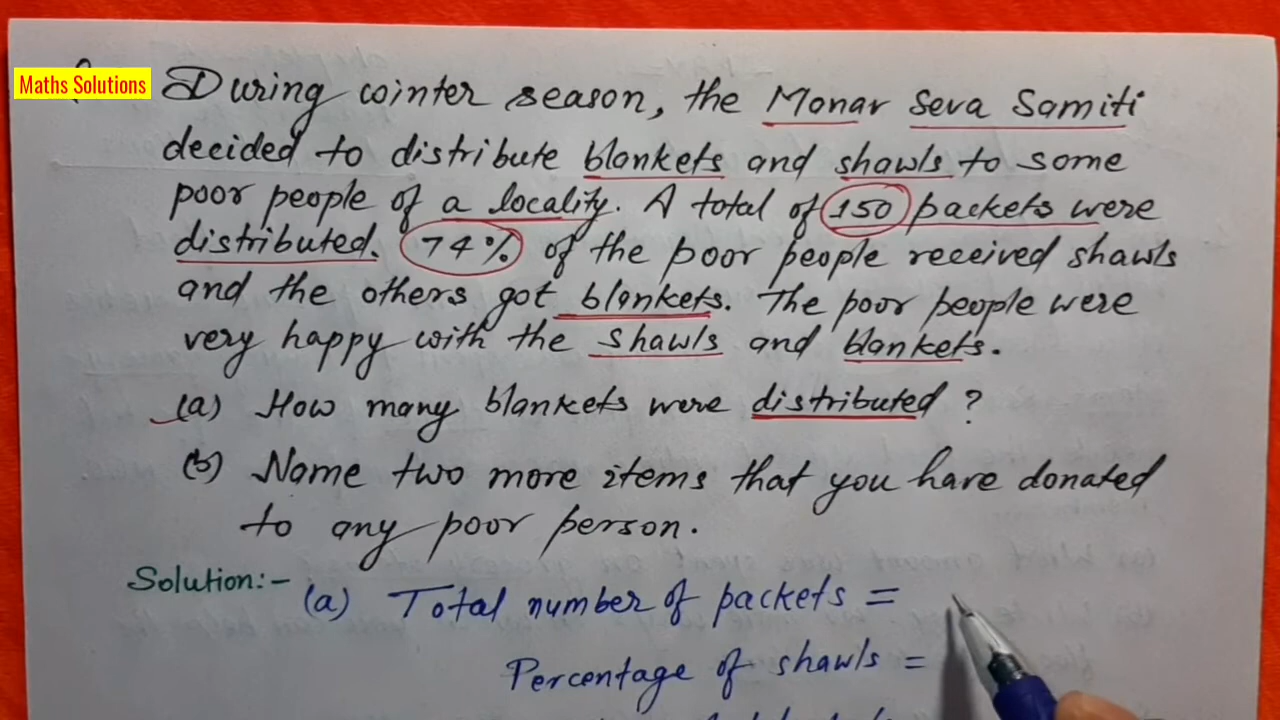 Maths Solutions
During winter season, the Manav Seva Samiti
decided to distribute blankets and shawls to some
poor people of a locality. A total of 150 packets were
distributed. 74% of the poor people received shawls
and the others got blankets. The poor people were
very happy with the shawls and blankets.
(a) How many blankets were distributed ?
(b) Name two more items that you have donated
to any poor person.
Solution:-
(a) Total number of packets =
Percentage of shawls =